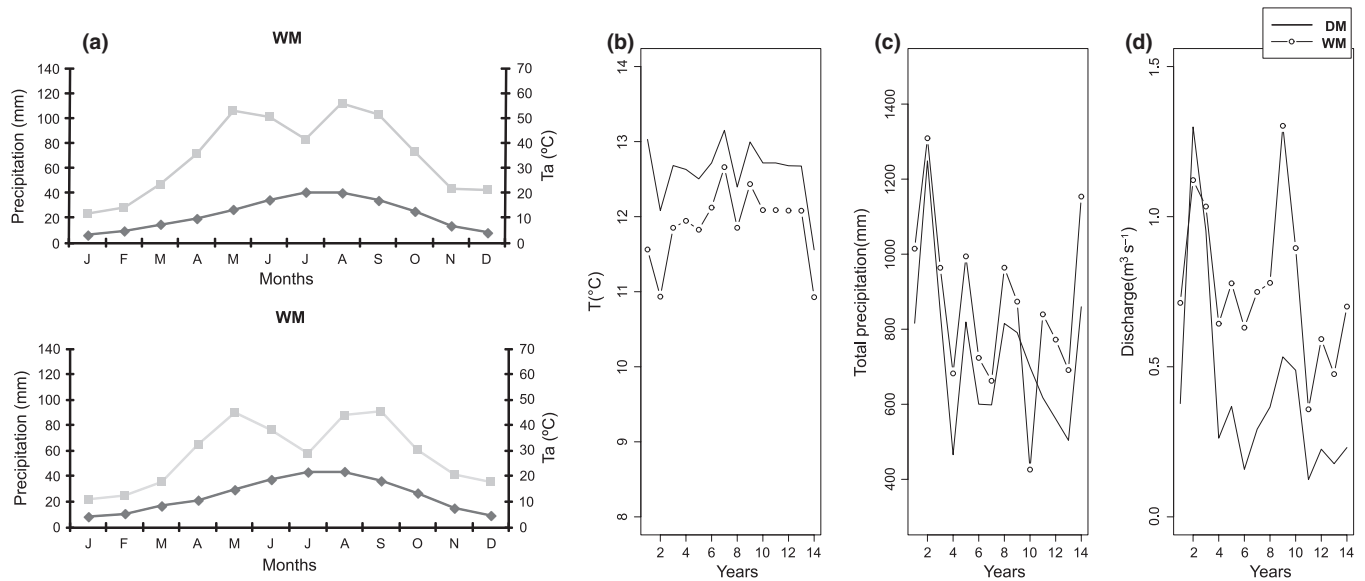 (a)
WM
Precipitation (mm)
140
120
100
80
60
40
20
0
70
60
50
40
30
20
10
0
Ta (ºC)
J F M A M J J A S O N D
Months
WM
Precipitation (mm)
140
120
100
80
60
40
20
0
70
60
50
40
30
20
10
0
Ta (ºC)
J F M A M J J A S O N D
Months
(b)
T(°C)
14
13
12
11
10
9
8
2 4 6 8 10 12 14
Years
(c)
Total precipitation(mm)
1400
1200
1000
800
600
400
2 4 6 8 10 12 14
Years
(d)
DM
WM
Discharge(m³ s⁻¹)
1.5
1.0
0.5
0.0
2 4 6 8 10 12 14
Years